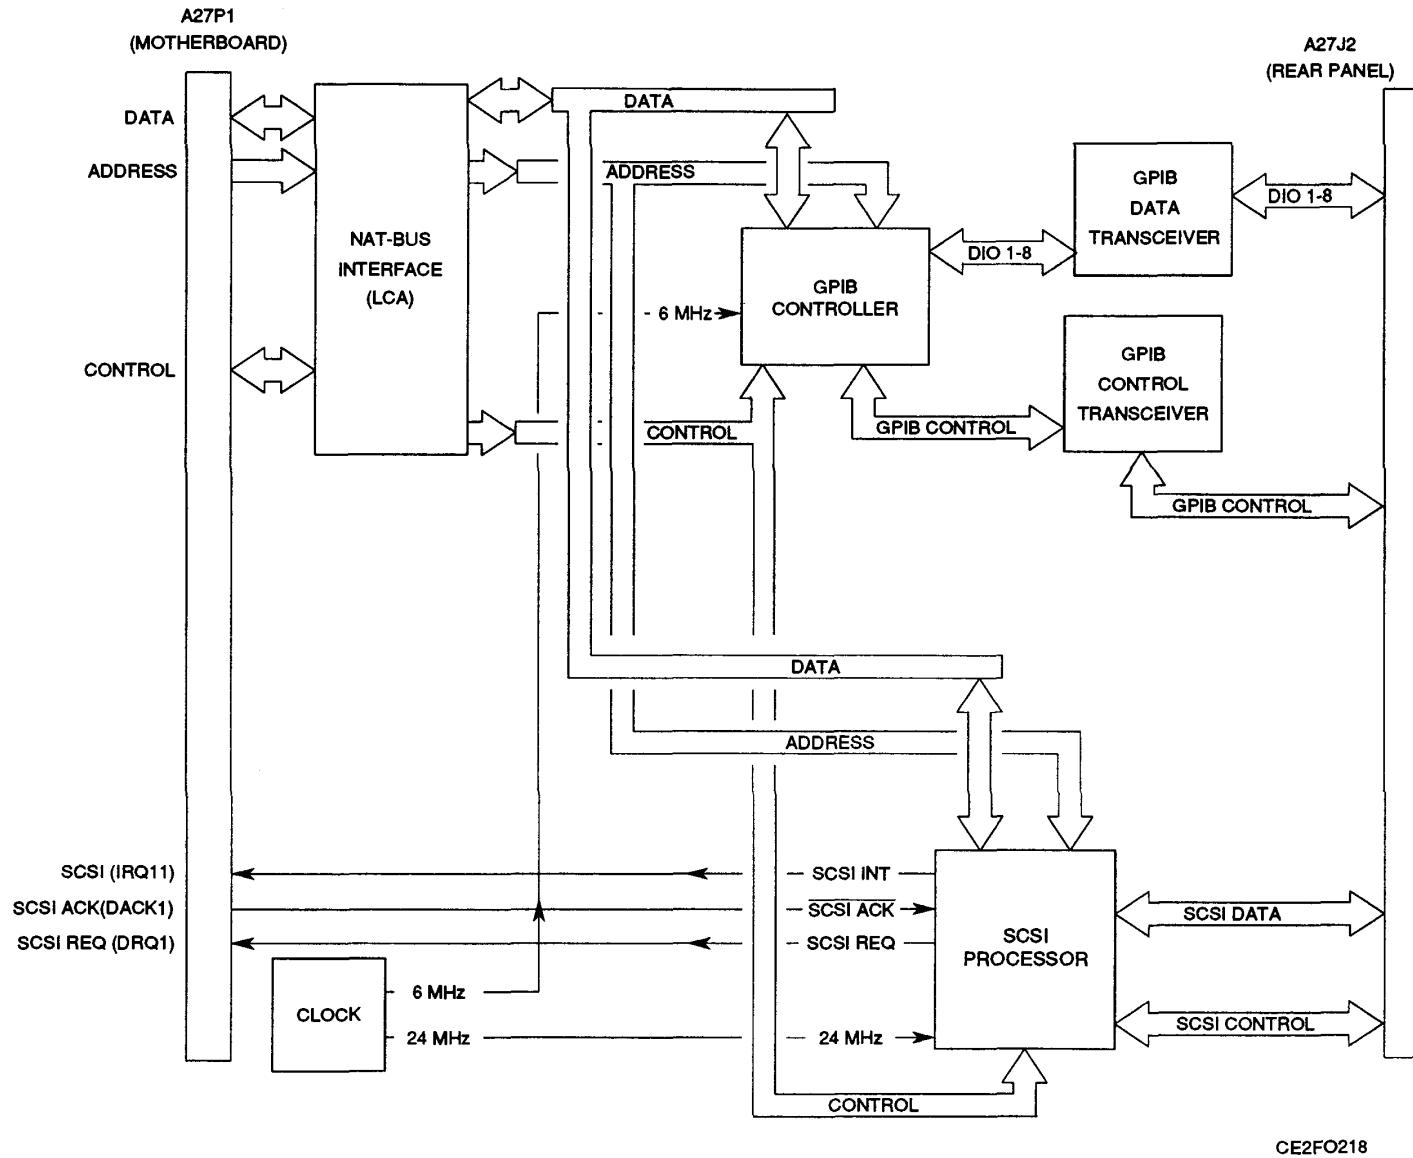 A27P1
(MOTHERBOARD)
A27J2
(REAR PANEL)
DATA
ADDRESS
CONTROL
NAT-BUS
INTERFACE
(LCA)
DATA
ADDRESS
GPIB
CONTROLLER
6 MHz
CONTROL
DIO 1-8
GPIB
DATA
TRANSCEIVER
DIO 1-8
GPIB
CONTROL
TRANSCEIVER
GPIB CONTROL
GPIB CONTROL
DATA
ADDRESS
SCSI (IRQ11)
SCSI ACK(DACK1)
SCSI REQ (DRQ1)
SCSI INT
SCSI ACK
SCSI REQ
SCSI
PROCESSOR
SCSI DATA
SCSI CONTROL
CLOCK
6 MHz
24 MHz
24 MHz
CONTROL
CE2FO218